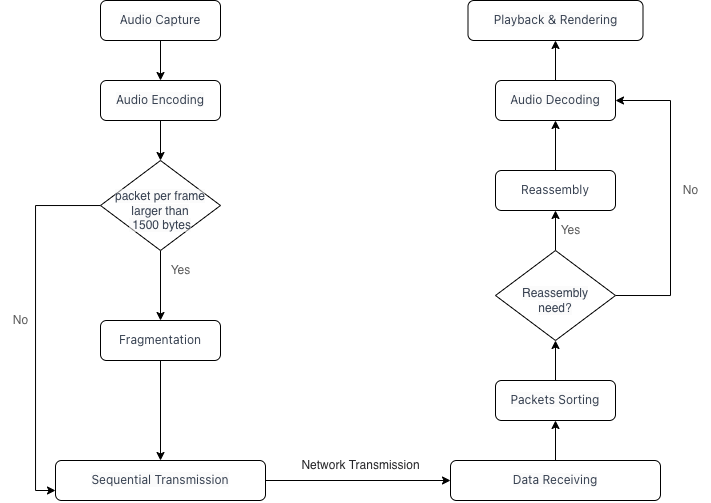 Audio Capture
Audio Encoding
packet per frame
larger than
1500 bytes
Yes
No
Fragmentation
Sequential Transmission
Network Transmission
Data Receiving
Packets Sorting
Reassembly
need?
Yes
No
Reassembly
Audio Decoding
Playback & Rendering